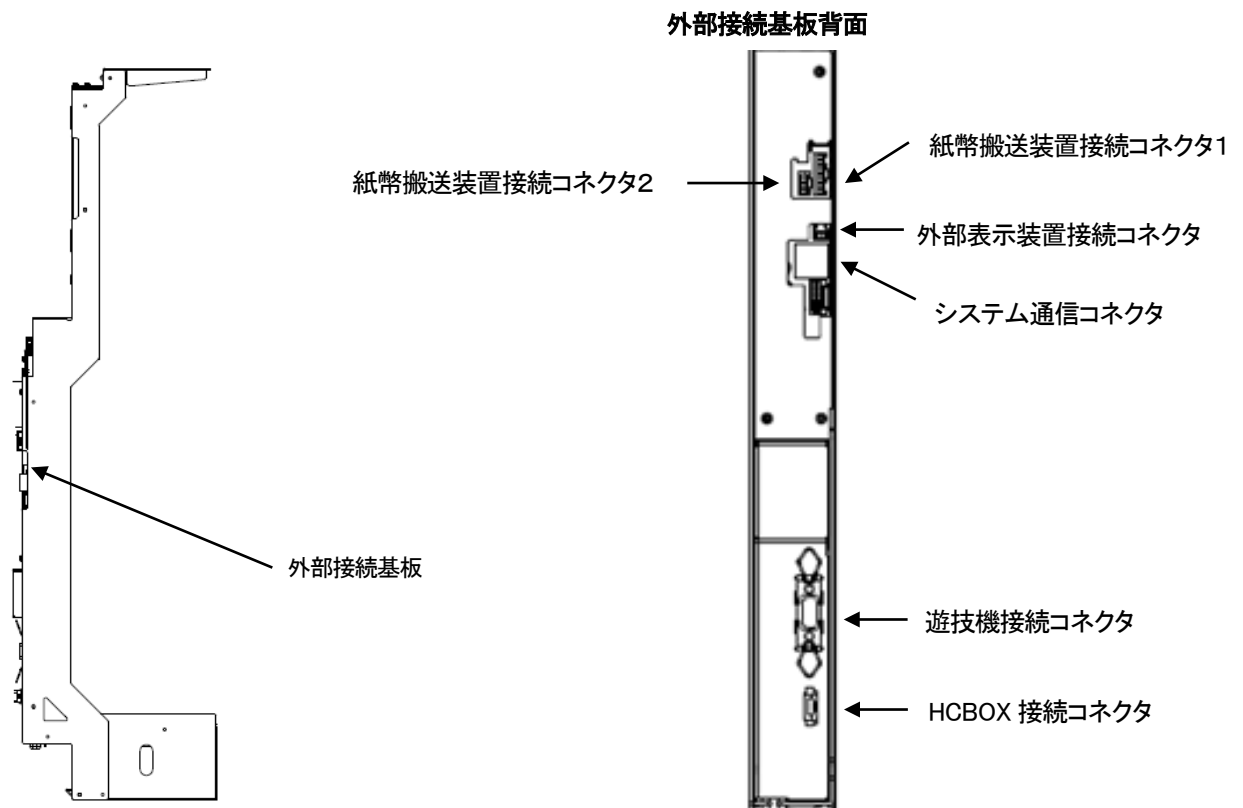 外部接続基板背面
紙幣搬送装置接続コネクタ1
紙幣搬送装置接続コネクタ2
外部表示装置接続コネクタ
システム通信コネクタ
外部接続基板
遊技機接続コネクタ
HCBOX 接続コネクタ